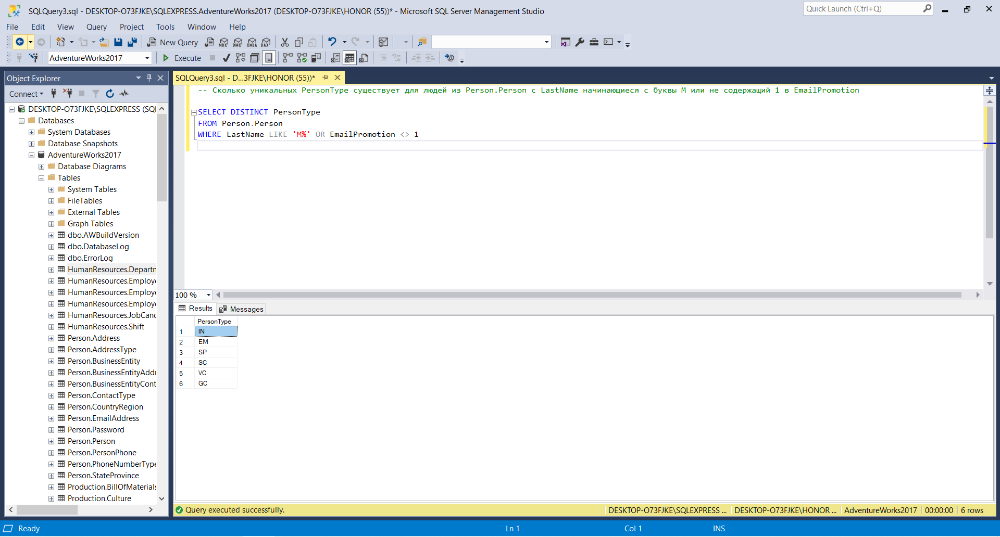 SQLQuery3.sql - DESKTOP-O73FJKE\SQLEXPRESS.AdventureWorks2017 (DESKTOP-O73FJKE\HONOR (55))* - Microsoft SQL Server Management Studio
Quick Launch (Ctrl+Q)
File Edit View Query Project Tools Window Help
New Query MDX DMX XMLA DAX
AdventureWorks2017 Execute
Object Explorer
SQLQuery3.sql - D...3FJKE\HONOR (55))*
Connect
DESKTOP-O73FJKE\SQLEXPRESS (SQL
Databases
System Databases
Database Snapshots
AdventureWorks2017
Database Diagrams
Tables
System Tables
FileTables
External Tables
Graph Tables
dbo.AWBuildVersion
dbo.DatabaseLog
dbo.ErrorLog
HumanResources.Departm
HumanResources.Employe
HumanResources.Employe
HumanResources.Employe
HumanResources.JobCanc
HumanResources.Shift
Person.Address
Person.AddressType
Person.BusinessEntity
Person.BusinessEntityAddr
Person.BusinessEntityCont
Person.ContactType
Person.CountryRegion
Person.EmailAddress
Person.Password
Person.Person
Person.PersonPhone
Person.PhoneNumberType
Person.StateProvince
Production.BillOfMaterials
Production.Culture
-- Сколько уникальных PersonType существует для людей из Person.Person с LastName начинающиеся с буквы М или не содержащий 1 в EmailPromotion
SELECT DISTINCT PersonType
FROM Person.Person
WHERE LastName LIKE 'M%' OR EmailPromotion <> 1
100 %
Results Messages
PersonType
1 IN
2 EM
3 SP
4 SC
5 VC
6 GC
Query executed successfully.
DESKTOP-O73FJKE\SQLEXPRESS ... DESKTOP-O73FJKE\HONOR ... AdventureWorks2017 00:00:00 6 rows
Ready Ln 1 Col 1 INS